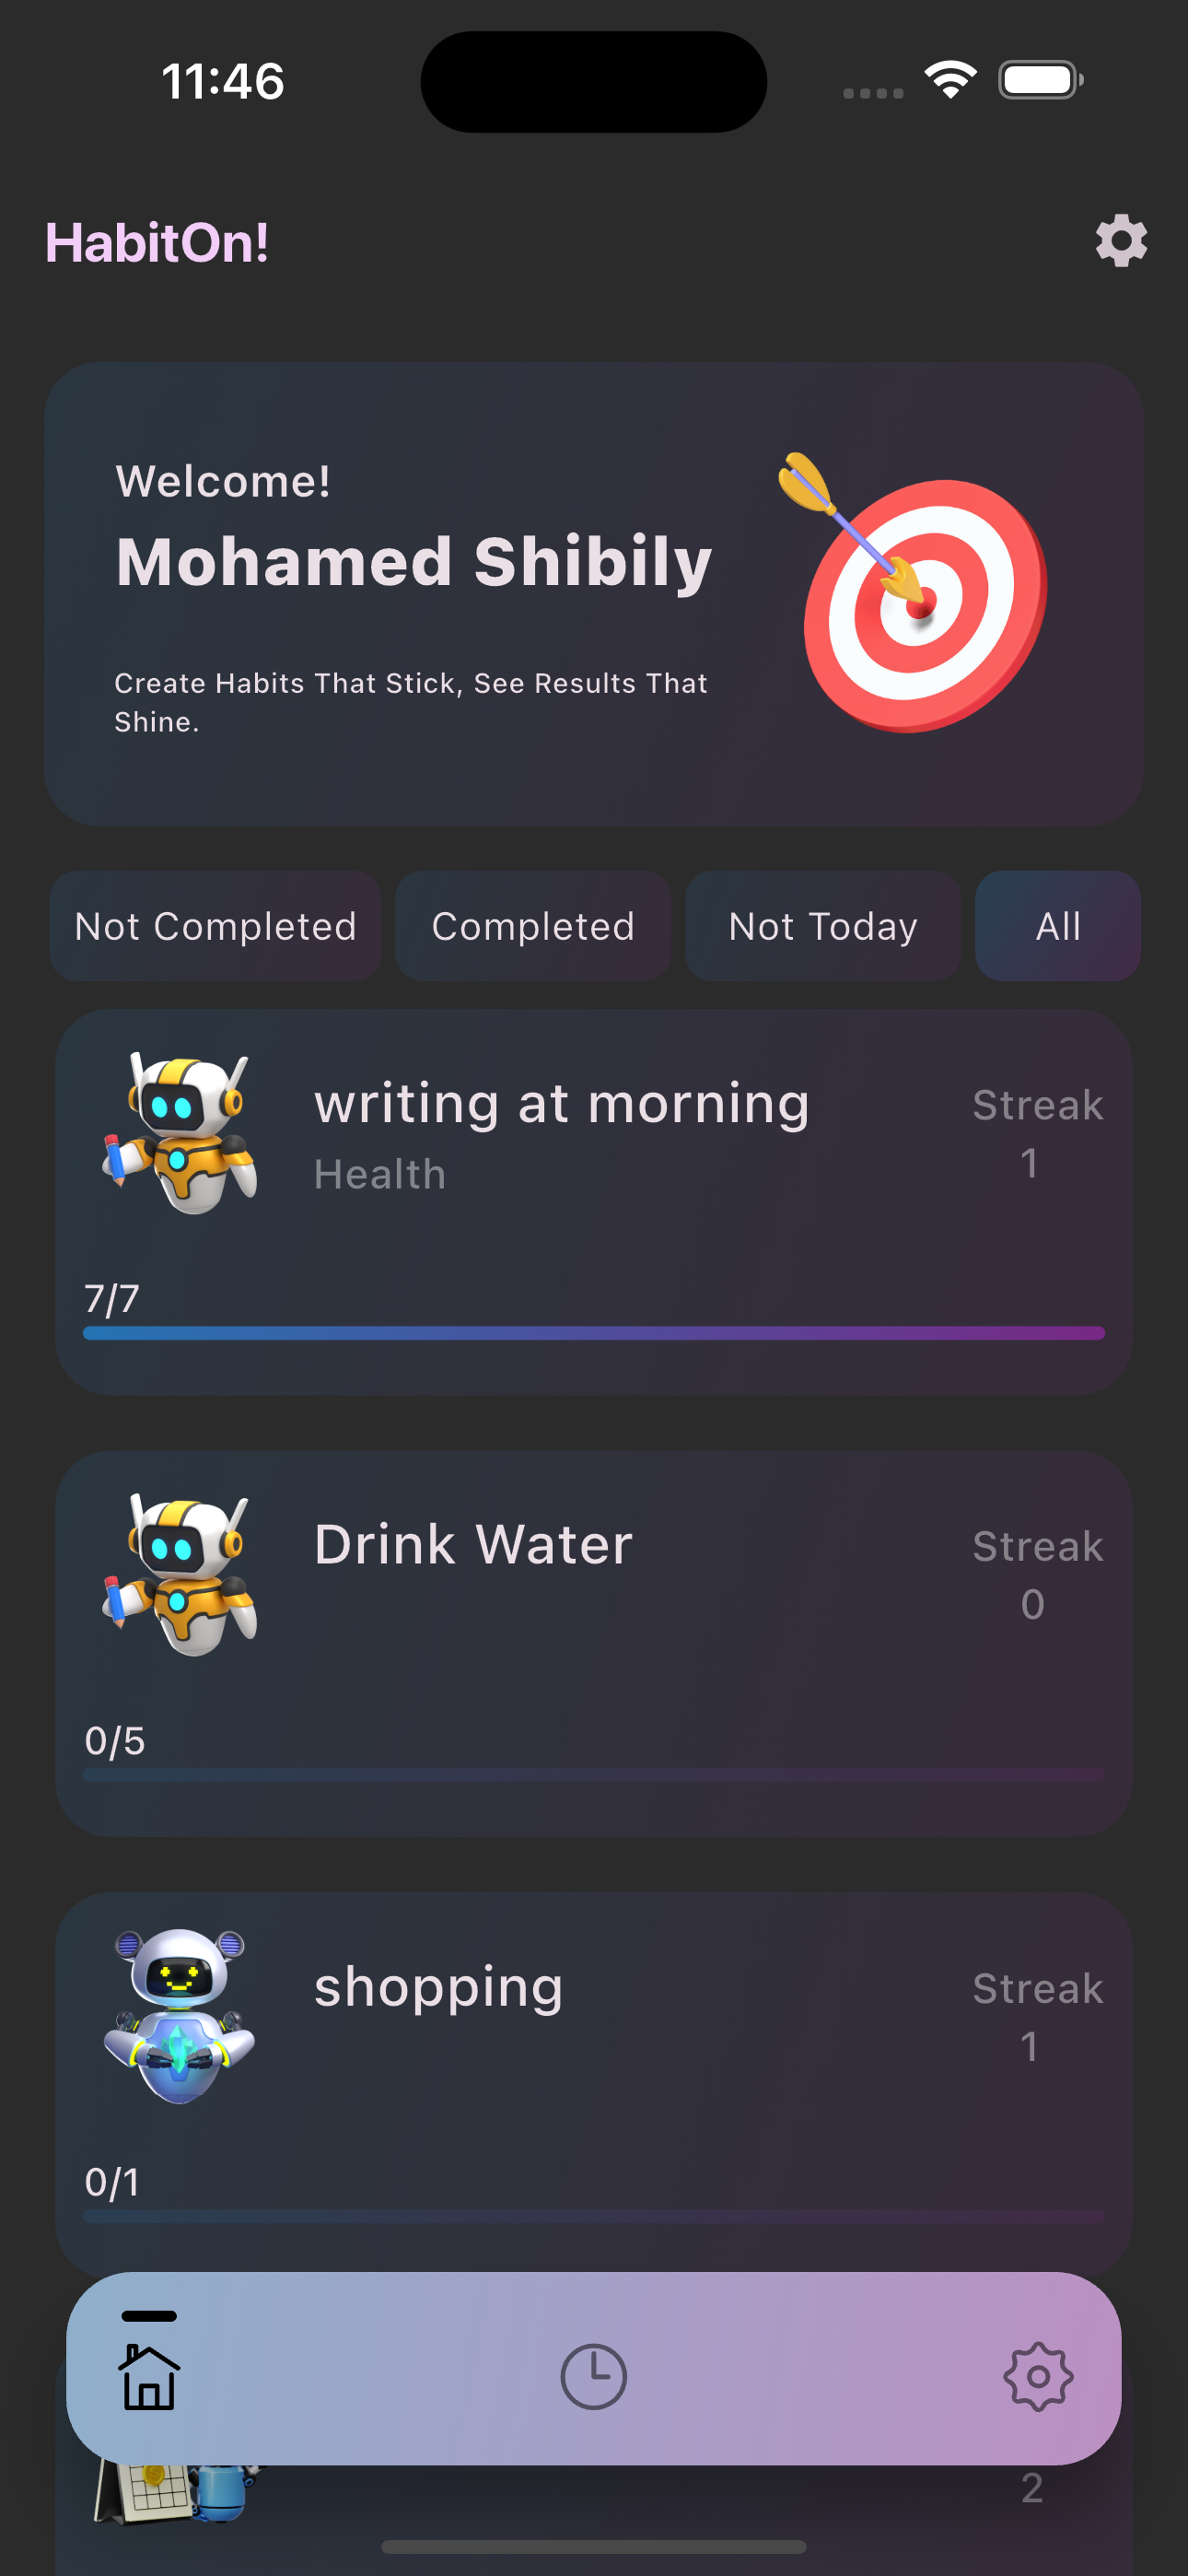 11:46
HabitOn!
Welcome!
Mohamed Shibily
Create Habits That Stick, See Results That
Shine.
Not Completed Completed Not Today All
writing at morning
Streak
Health
1
7/7
Drink Water
Streak
0
0/5
shopping
Streak
1
0/1
2